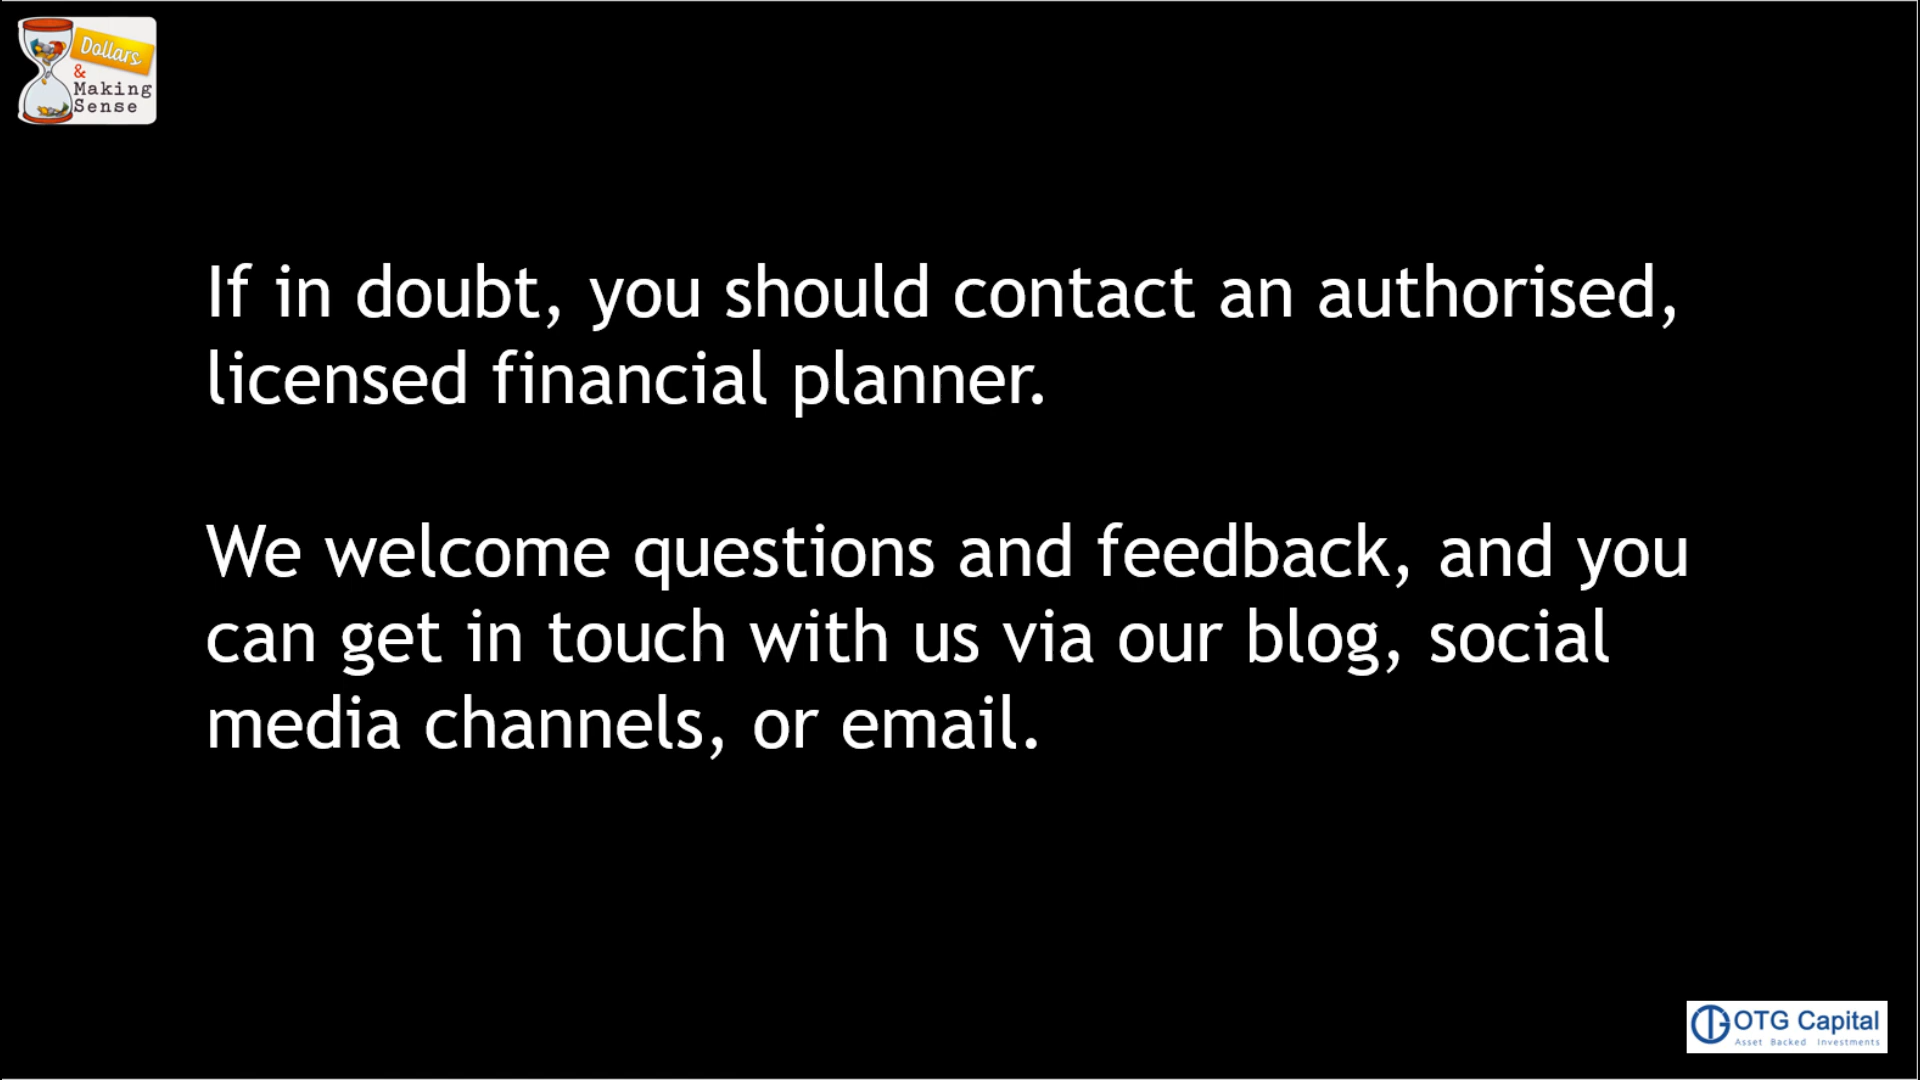 Dollars
&
Making
Sense
If in doubt, you should contact an authorised,
licensed financial planner.
We welcome questions and feedback, and you
can get in touch with us via our blog, social
media channels, or email.
OTG Capital
Asset Backed Investments